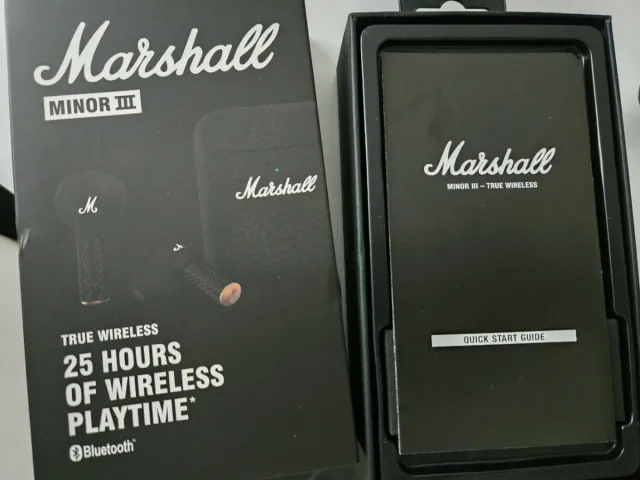 Marshall
MINOR III
M
Marshall
TRUE WIRELESS
25 HOURS
OF WIRELESS
PLAYTIME*
Bluetooth®
Marshall
MINOR III – TRUE WIRELESS
QUICK START GUIDE